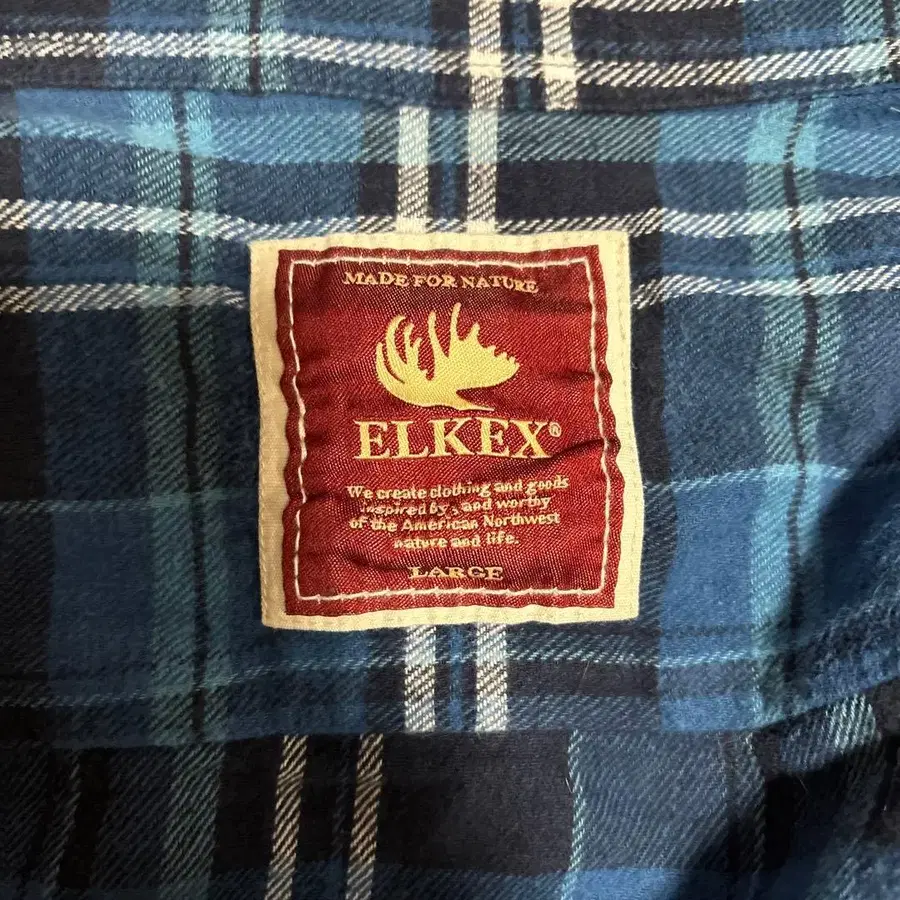 MADE FOR NATURE
ELKEX®
We create clothing and goods
inspired by, and worthy
of the American Northwest
nature and life.
LARGE